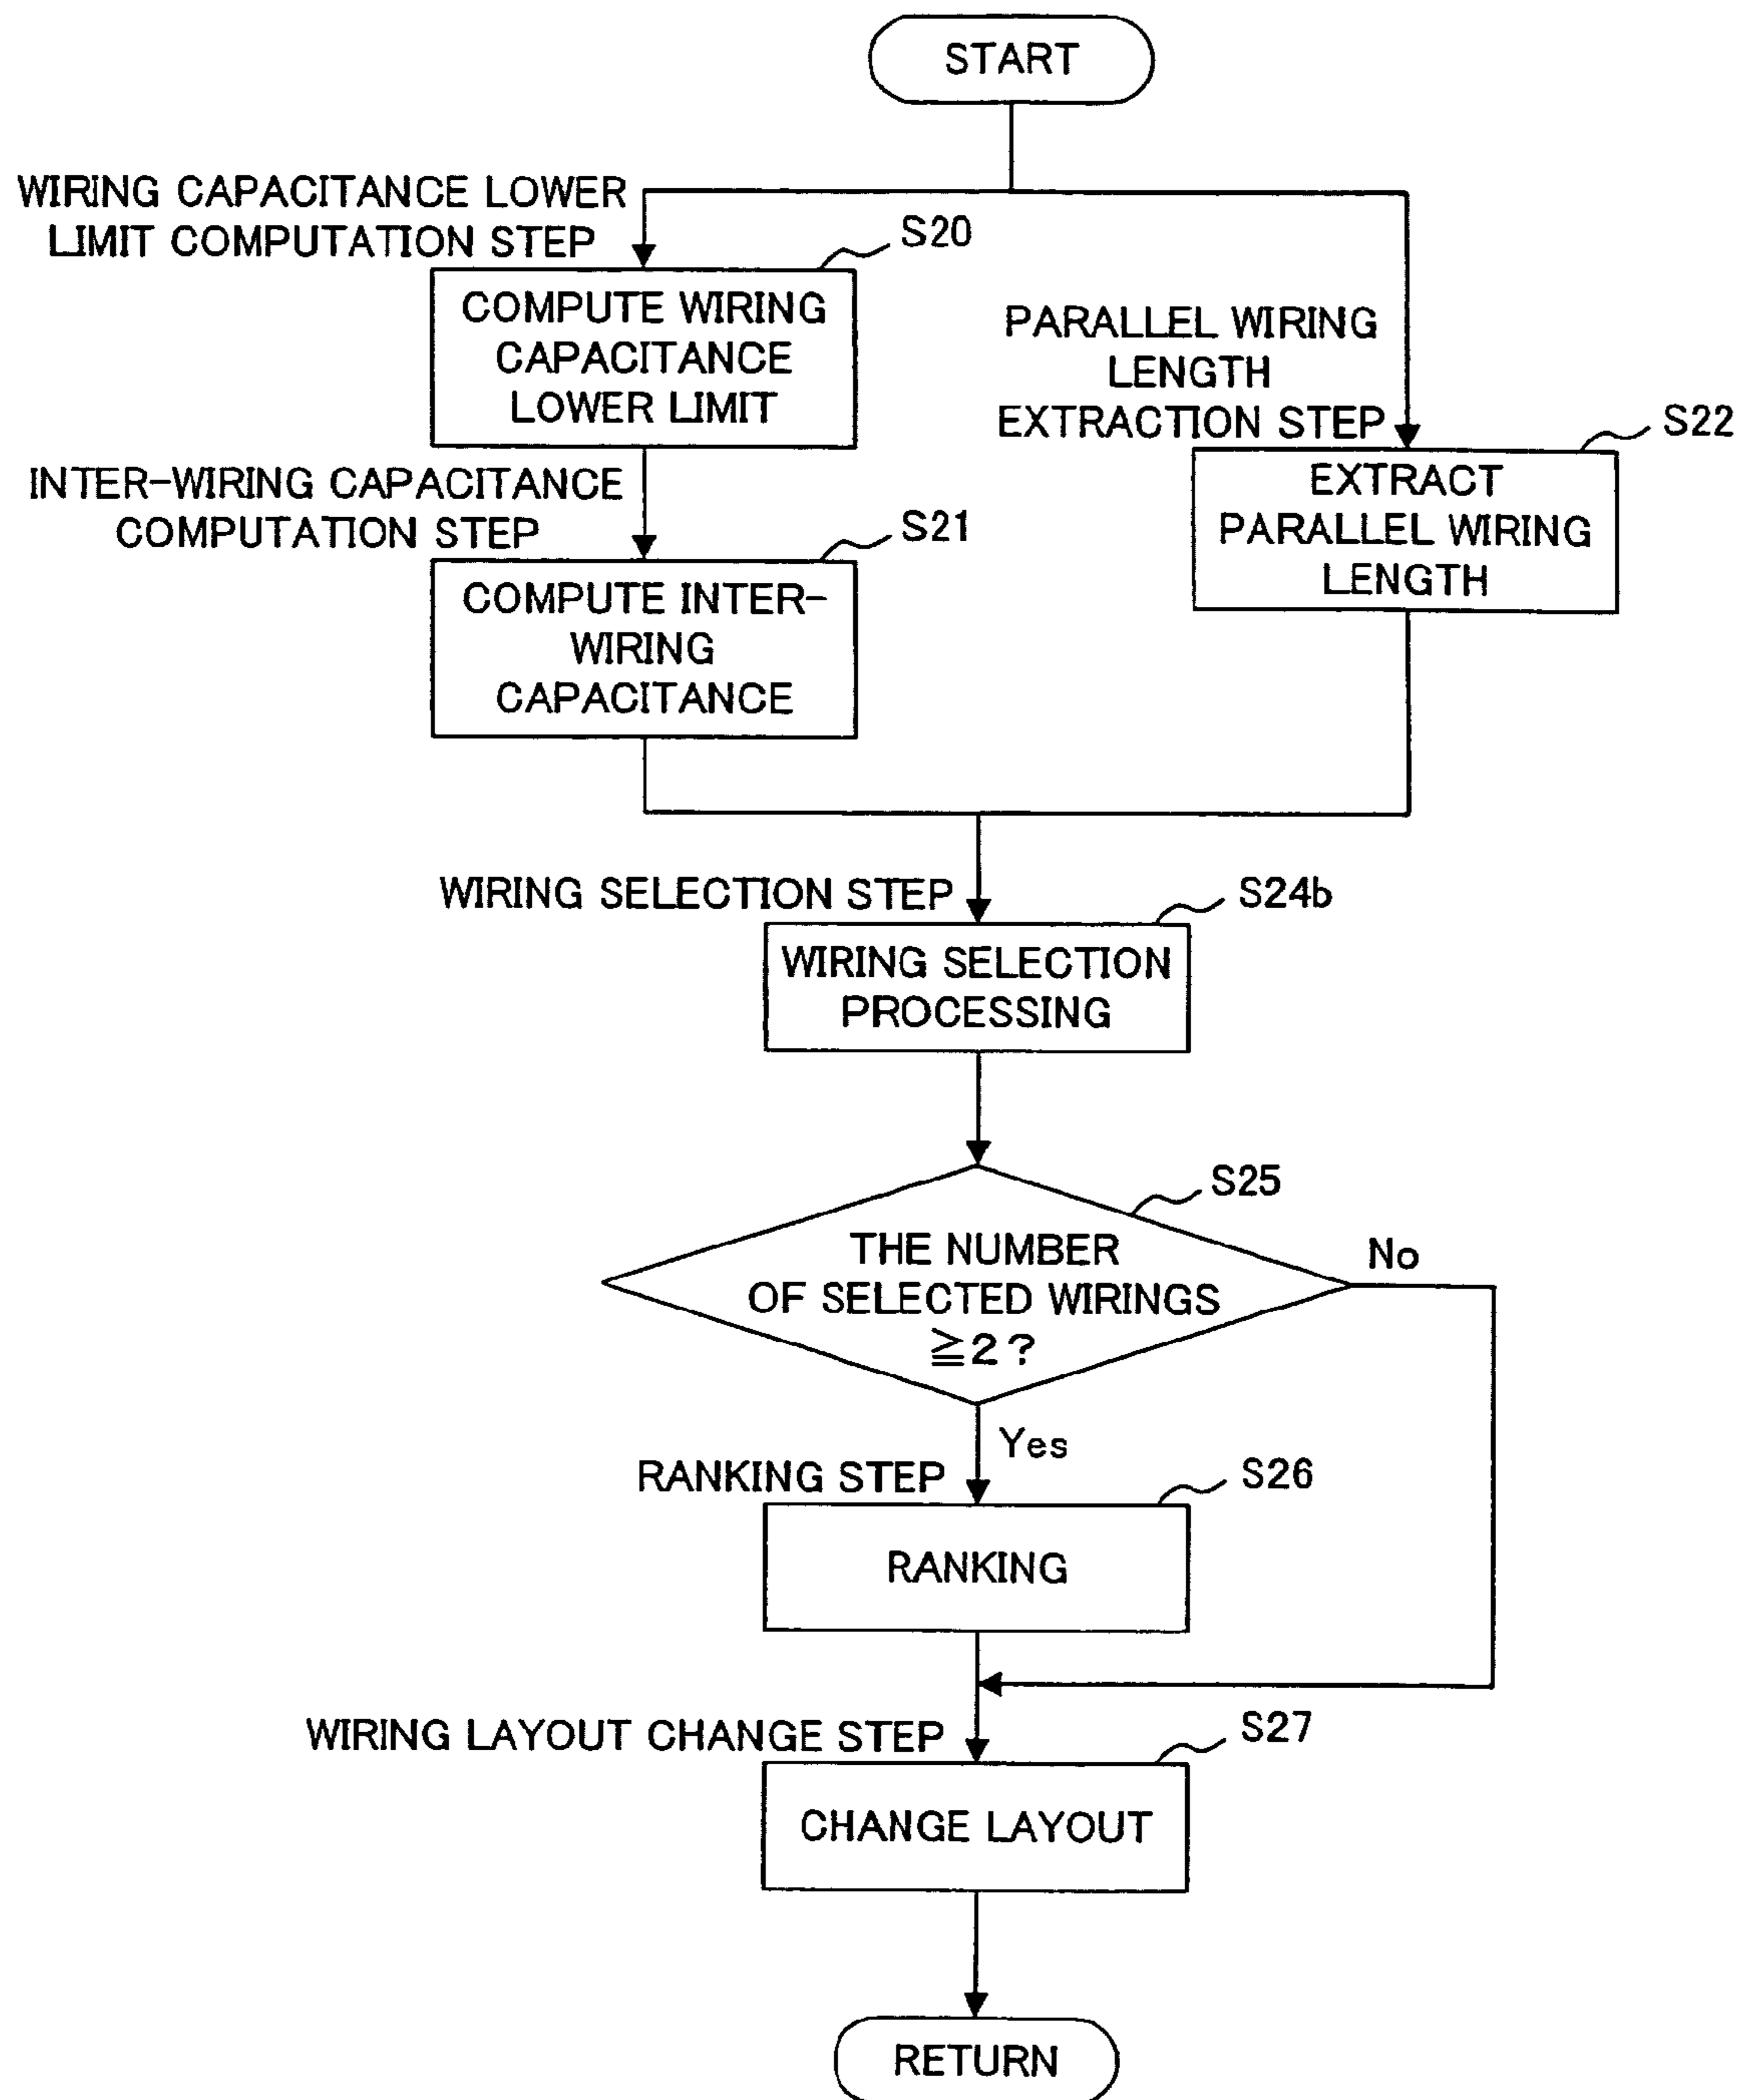 START
WIRING CAPACITANCE LOWER
LIMIT COMPUTATION STEP
S20
COMPUTE WIRING
CAPACITANCE
LOWER LIMIT
PARALLEL WIRING
LENGTH
EXTRACTION STEP
S22
EXTRACT
PARALLEL WIRING
LENGTH
INTER-WIRING CAPACITANCE
COMPUTATION STEP
S21
COMPUTE INTER-
WIRING
CAPACITANCE
WIRING SELECTION STEP
S24b
WIRING SELECTION
PROCESSING
S25
THE NUMBER
OF SELECTED WIRINGS
≧2?
No
Yes
RANKING STEP
S26
RANKING
WIRING LAYOUT CHANGE STEP
S27
CHANGE LAYOUT
RETURN